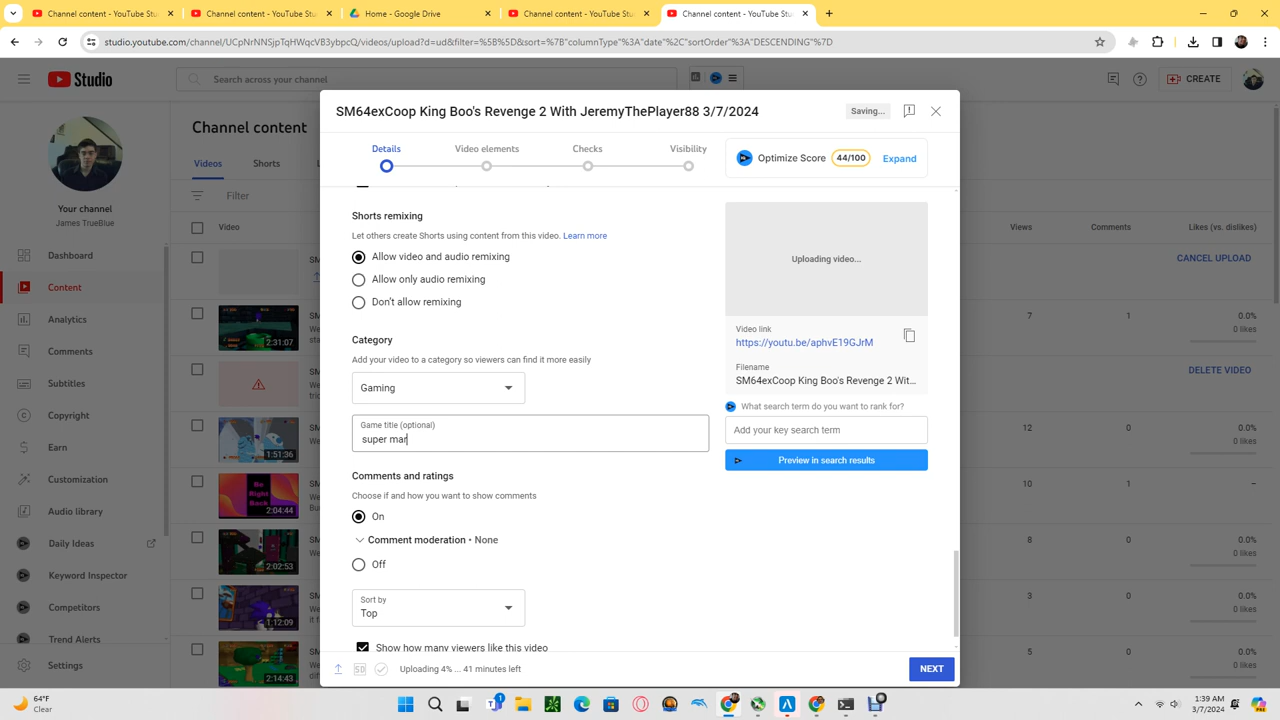 Channel content - YouTube St
Channel content - YouTube Stu
Home - Google Drive
Channel content - YouTube Stu
Channel content - YouTube Stu
studio.youtube.com/channel/UCpNrNNSjpTqHWqcVB3ybpcQ/videos/upload?d=ud&filter=%5B%5D&sort=%7B"columnType"%3A"date"%2C"sortOrder"%3A"DESCENDING"%7D
Studio
Search across your channel
CREATE
Your channel
James TrueBlue
Dashboard
Content
Analytics
Comments
Subtitles
Copyright
Earn
Customization
Audio library
Daily Ideas
Keyword Inspector
Competitors
Trend Alerts
Settings
Channel content
Videos
Shorts
Filter
Video
2:31:07
1:51:36
Be
Right
Back
2:04:44
2:02:53
1:12:09
2:14:43
SM64exCoop King Boo's Revenge 2 With JeremyThePlayer88 3/7/2024
Saving...
Details
Video elements
Checks
Visibility
Optimize Score
44/100
Expand
Shorts remixing
Let others create Shorts using content from this video. Learn more
Allow video and audio remixing
Allow only audio remixing
Don't allow remixing
Category
Add your video to a category so viewers can find it more easily
Gaming
Game title (optional)
super mar
Comments and ratings
Choose if and how you want to show comments
On
Comment moderation • None
Off
Sort by
Top
Show how many viewers like this video
Uploading video...
Video link
https://youtu.be/aphvE19GJrM
Filename
SM64exCoop King Boo's Revenge 2 Wit...
What search term do you want to rank for?
Add your key search term
Preview in search results
SD
Uploading 4% ... 41 minutes left
NEXT
Views
Comments
Likes (vs. dislikes)
CANCEL UPLOAD
7
1
0.0%
0 likes
DELETE VIDEO
12
0
0.0%
0 likes
10
1
–
8
0
0.0%
0 likes
3
0
0.0%
0 likes
5
0
0.0%
0 likes
64°F
Clear
1:39 AM
3/7/2024